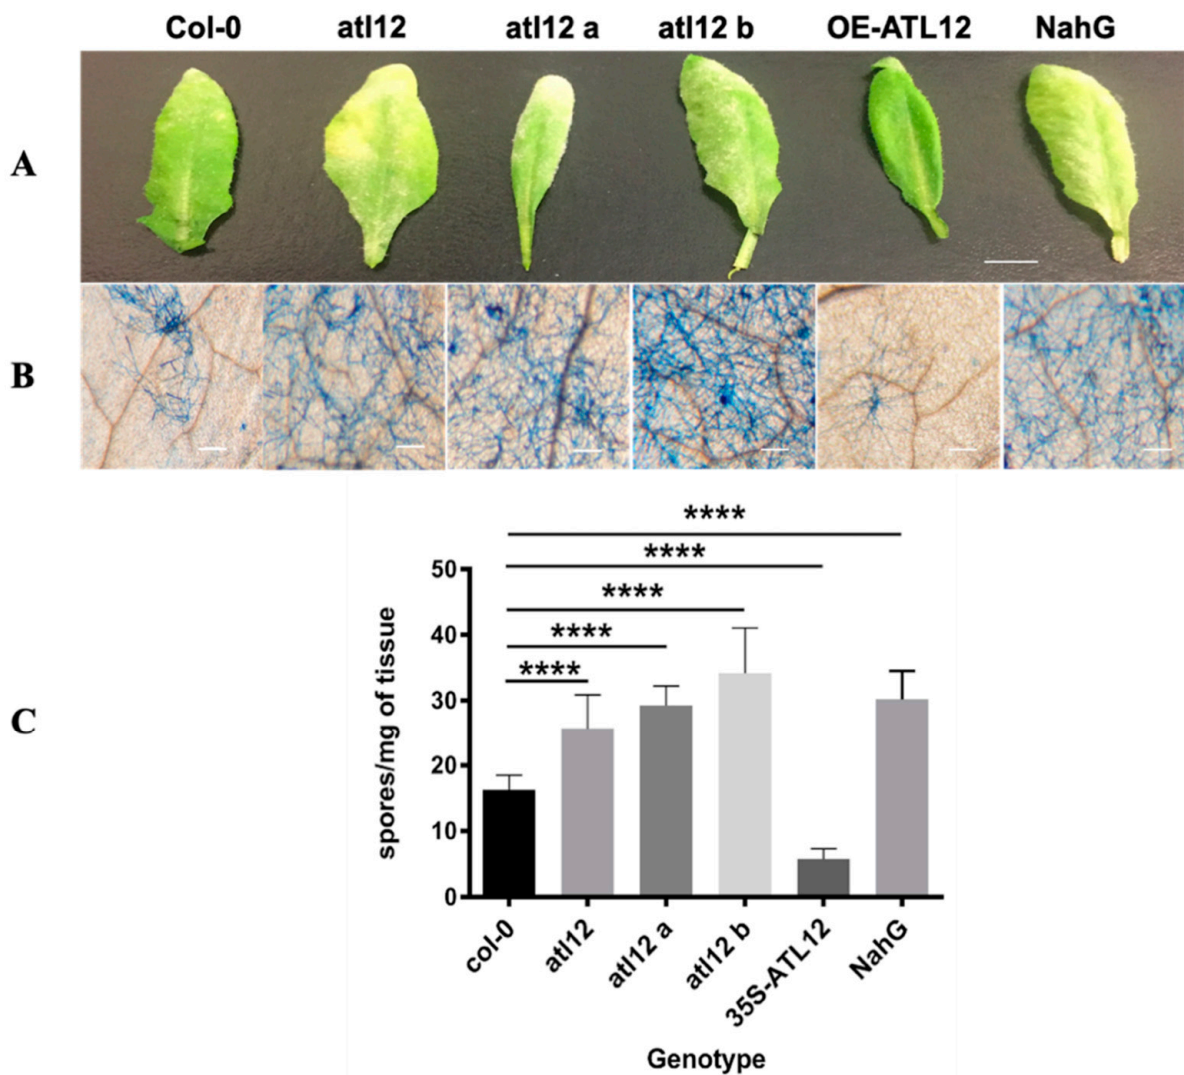 Col-0 atl12 atl12 a atl12 b OE-ATL12 NahG
A
B
C
****
****
****
****
****
50
40
30
20
10
0
spores/mg of tissue
col-0 atl12 atl12 a atl12 b 35S-ATL12 NahG
Genotype